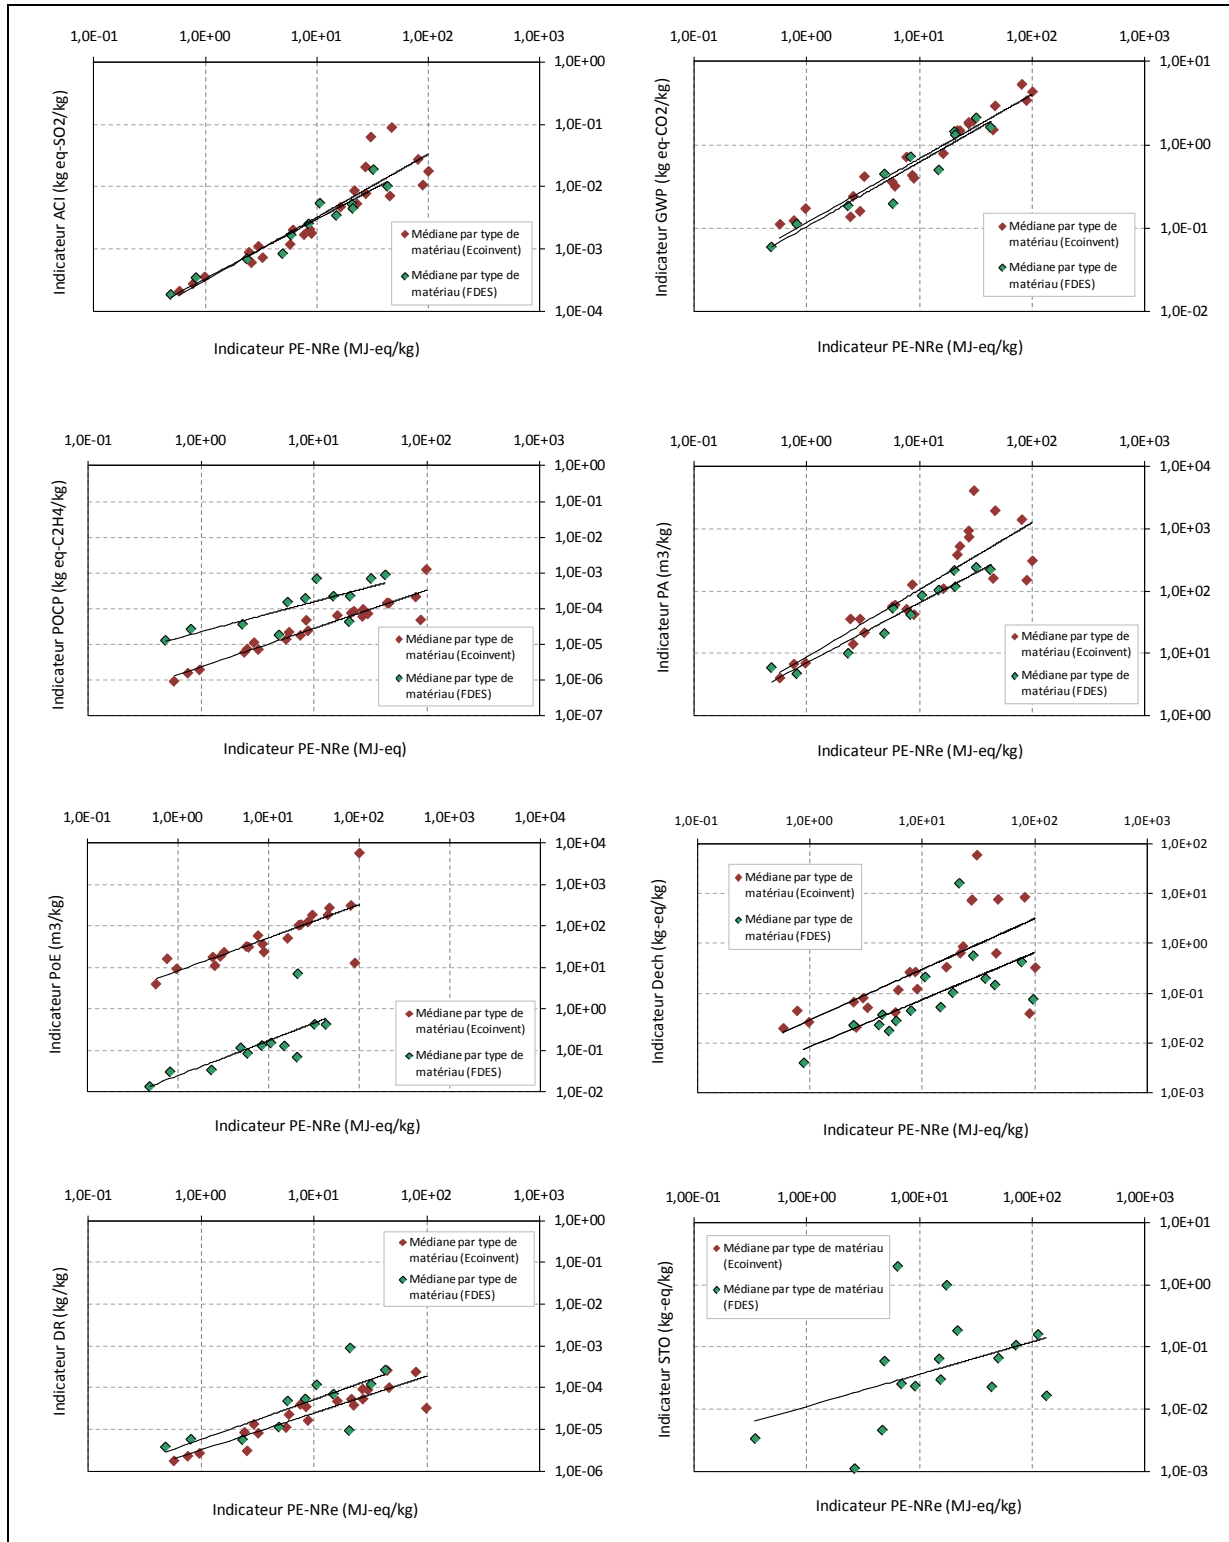 1,0E-01 1,0E+00 1,0E+01 1,0E+02 1,0E+03
1,0E+00
1,0E-01
1,0E-02
1,0E-03
1,0E-04
Indicateur ACI (kg eq-SO2/kg)
Médiane par type de
matériau (Ecoinvent)
Médiane par type de
matériau (FDES)
Indicateur PE-NRe (MJ-eq/kg)
1,0E-01 1,0E+00 1,0E+01 1,0E+02 1,0E+03
1,0E+01
1,0E+00
1,0E-01
1,0E-02
Indicateur GWP (kg eq-CO2/kg)
Médiane par type de
matériau (Ecoinvent)
Médiane par type de
matériau (FDES)
Indicateur PE-NRe (MJ-eq/kg)
1,0E-01 1,0E+00 1,0E+01 1,0E+02 1,0E+03
1,0E+00
1,0E-01
1,0E-02
1,0E-03
1,0E-04
1,0E-05
1,0E-06
1,0E-07
Indicateur POCP (kg eq-C2H4/kg)
Médiane par type de
matériau (Ecoinvent)
Médiane par type de
matériau (FDES)
Indicateur PE-NRe (MJ-eq)
1,0E-01 1,0E+00 1,0E+01 1,0E+02 1,0E+03
1,0E+04
1,0E+03
1,0E+02
1,0E+01
1,0E+00
Indicateur PA (m3/kg)
Médiane par type de
matériau (Ecoinvent)
Médiane par type de
matériau (FDES)
Indicateur PE-NRe (MJ-eq/kg)
1,0E-01 1,0E+00 1,0E+01 1,0E+02 1,0E+03 1,0E+04
1,0E+04
1,0E+03
1,0E+02
1,0E+01
1,0E+00
1,0E-01
1,0E-02
Indicateur PoE (m3/kg)
Médiane par type de
matériau (Ecoinvent)
Médiane par type de
matériau (FDES)
Indicateur PE-NRe (MJ-eq/kg)
1,0E-01 1,0E+00 1,0E+01 1,0E+02 1,0E+03
1,0E+02
1,0E+01
1,0E+00
1,0E-01
1,0E-02
1,0E-03
Indicateur Dech (kg-eq/kg)
Médiane par type de
matériau (Ecoinvent)
Médiane par type de
matériau (FDES)
Indicateur PE-NRe (MJ-eq/kg)
1,0E-01 1,0E+00 1,0E+01 1,0E+02 1,0E+03
1,0E+00
1,0E-01
1,0E-02
1,0E-03
1,0E-04
1,0E-05
1,0E-06
Indicateur DR (kg/kg)
Médiane par type de
matériau (Ecoinvent)
Médiane par type de
matériau (FDES)
Indicateur PE-NRe (MJ-eq/kg)
1,00E-01 1,00E+00 1,00E+01 1,00E+02 1,00E+03
1,0E+01
1,0E+00
1,0E-01
1,0E-02
1,0E-03
Indicateur STO (kg-eq/kg)
Médiane par type de matériau
(Ecoinvent)
Médiane par type de matériau
(FDES)
Indicateur PE-NRe (MJ-eq/kg)